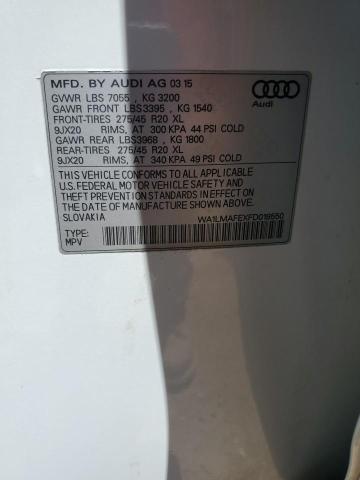 MFD. BY AUDI AG 03 15
GVWR LBS 7055 , KG 3200
GAWR FRONT LBS3395 , KG 1540
FRONT-TIRES 275/45 R20 XL
9JX20 RIMS, AT 300 KPA 44 PSI COLD
GAWR REAR LBS3968 , KG 1800
REAR-TIRES 275/45 R20 XL
9JX20 RIMS, AT 340 KPA 49 PSI COLD
Audi
THIS VEHICLE CONFORMS TO ALL APPLICABLE
U.S. FEDERAL MOTOR VEHICLE SAFETY AND
THEFT PREVENTION STANDARDS IN EFFECT ON
THE DATE OF MANUFACTURE SHOWN ABOVE.
SLOVAKIA
WA1LMAFEXFD019550
TYPE:
MPV